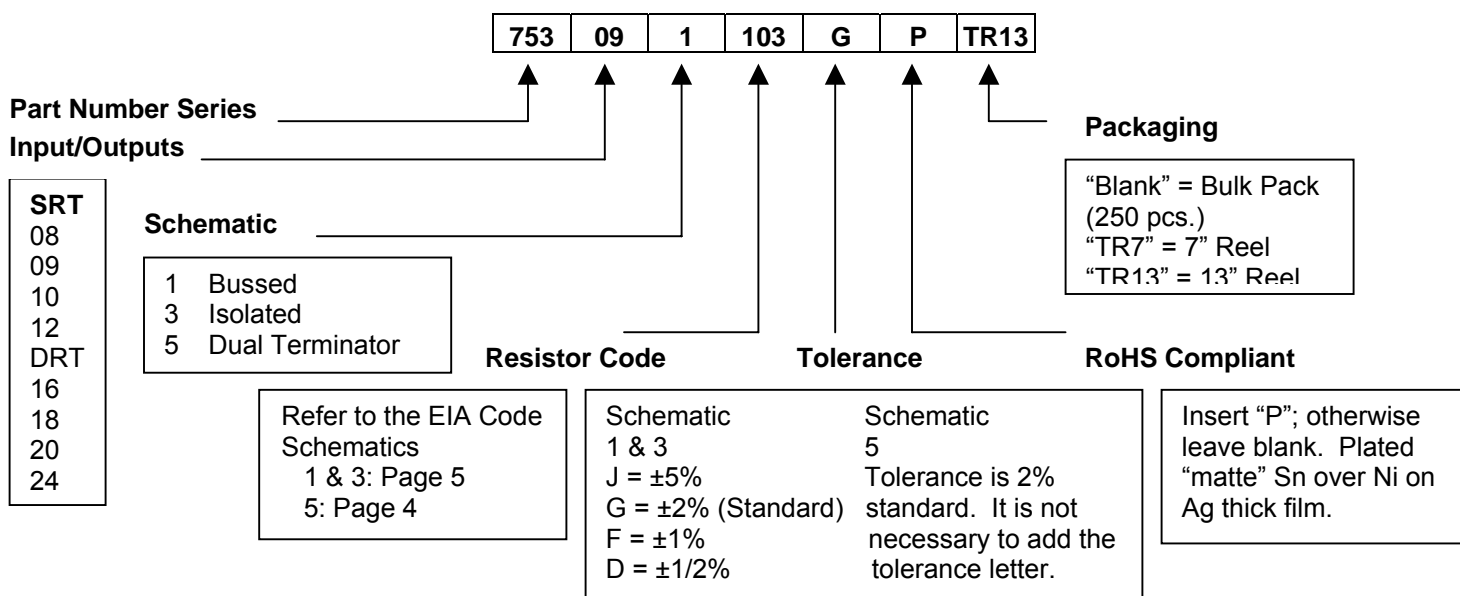 753 09 1 103 G P TR13
Part Number Series
Input/Outputs
SRT
08
09
10
12
DRT
16
18
20
24
Schematic
1 Bussed
3 Isolated
5 Dual Terminator
Packaging
“Blank” = Bulk Pack
(250 pcs.)
“TR7” = 7” Reel
“TR13” = 13” Reel
Resistor Code
Refer to the EIA Code
Schematics
1 & 3: Page 5
5: Page 4
Tolerance
Schematic
1 & 3
J = ±5%
G = ±2% (Standard)
F = ±1%
D = ±1/2%
Schematic
5
Tolerance is 2%
standard. It is not
necessary to add the
tolerance letter.
RoHS Compliant
Insert “P”; otherwise
leave blank. Plated
“matte” Sn over Ni on
Ag thick film.